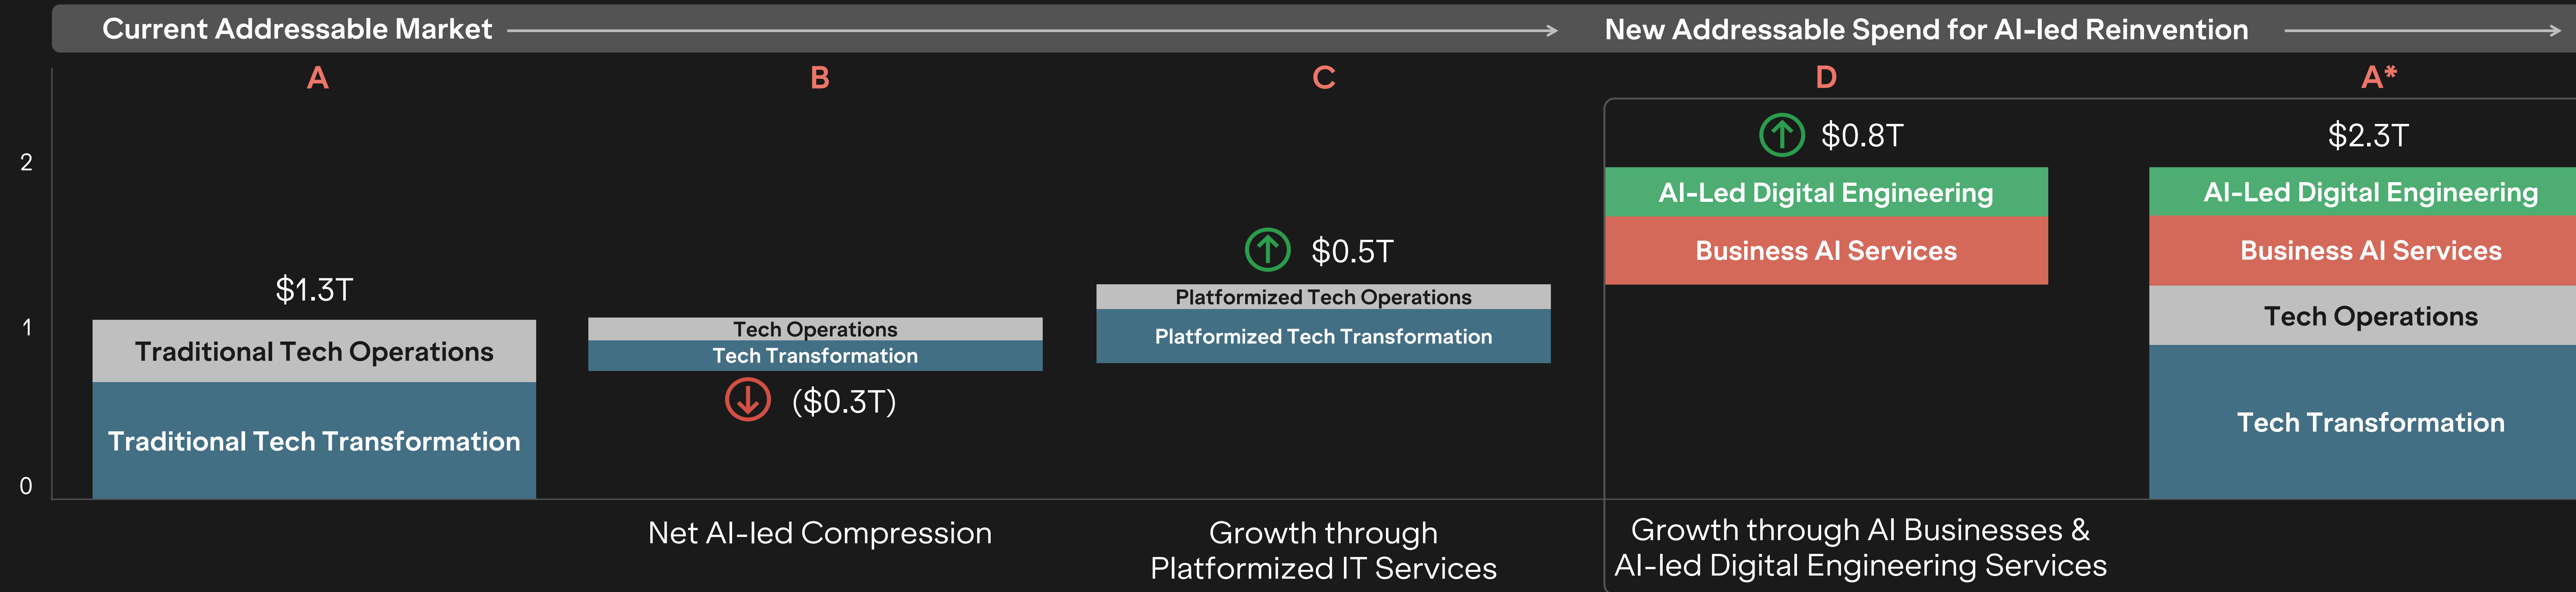 Current Addressable Market
New Addressable Spend for AI-led Reinvention
A
B
C
D
A*
2
1
0
$1.3T
Traditional Tech Operations
Traditional Tech Transformation
Tech Operations
Tech Transformation
($0.3T)
Net AI-led Compression
$0.5T
Platformized Tech Operations
Platformized Tech Transformation
Growth through
Platformized IT Services
$0.8T
AI-Led Digital Engineering
Business AI Services
Growth through AI Businesses &
AI-led Digital Engineering Services
$2.3T
AI-Led Digital Engineering
Business AI Services
Tech Operations
Tech Transformation